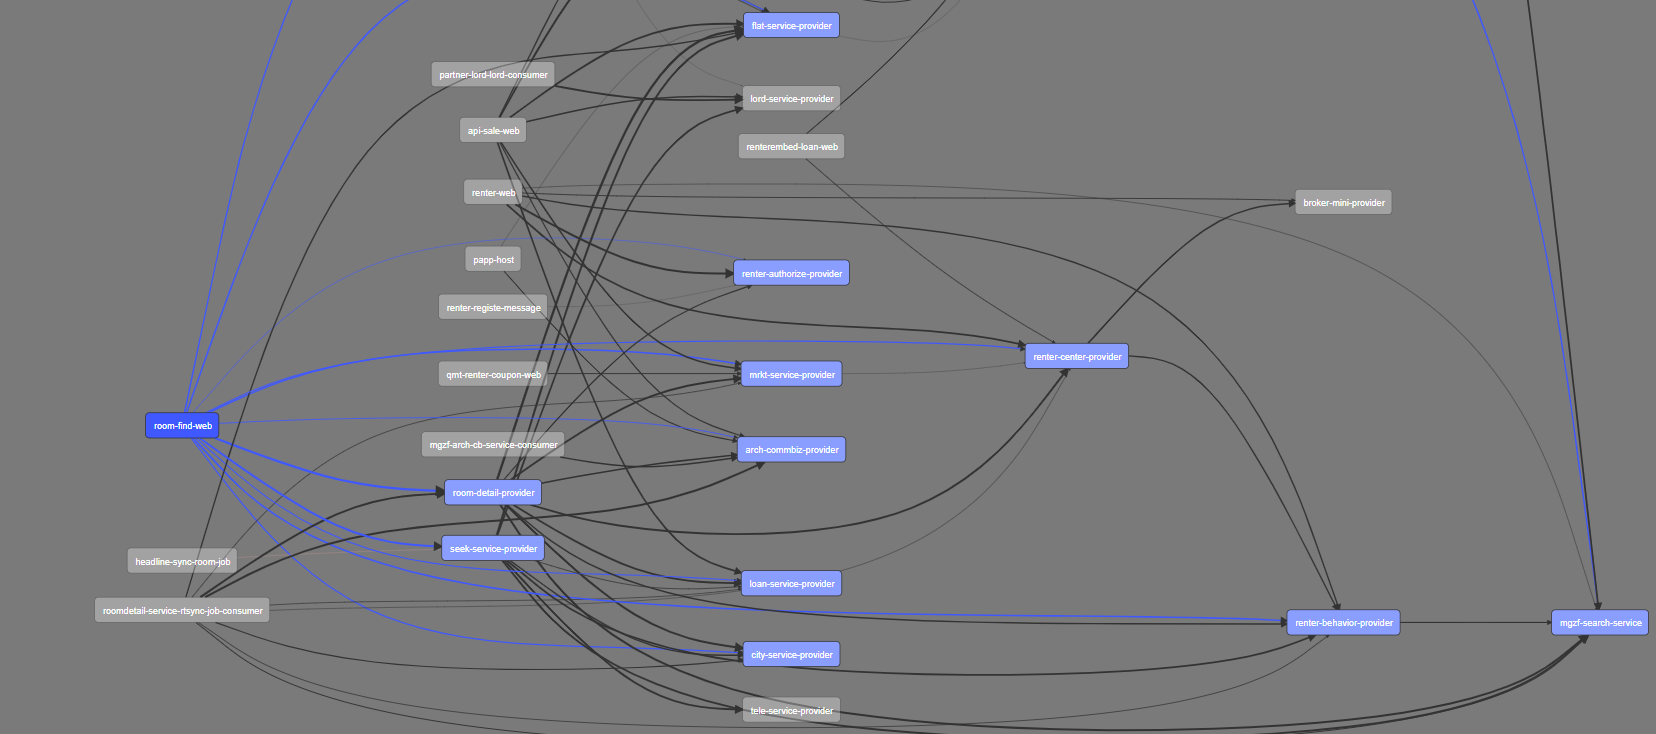 flat-service-provider
partner-lord-lord-consumer
lord-service-provider
api-sale-web
renterembed-loan-web
renter-web
broker-mini-provider
papp-host
renter-authorize-provider
renter-registe-message
renter-center-provider
qmt-renter-coupon-web
mrkt-service-provider
room-find-web
mgzf-arch-cb-service-consumer
arch-commbiz-provider
room-detail-provider
seek-service-provider
headline-sync-room-job
loan-service-provider
roomdetail-service-rtsync-job-consumer
renter-behavior-provider
mgzf-search-service
city-service-provider
tele-service-provider